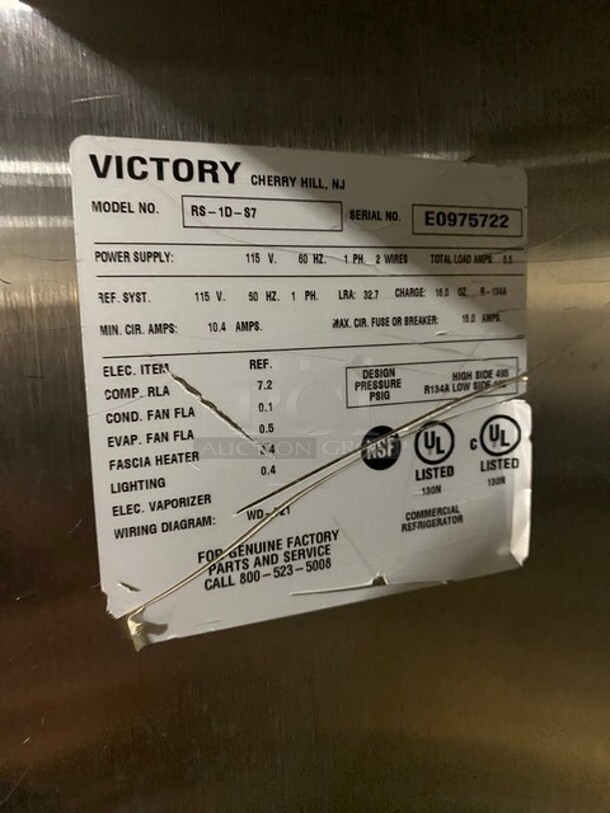 VICTORY CHERRY HILL, NJ
MODEL NO. RS-1D-S7 SERIAL NO. E0975722
POWER SUPPLY: 115 V. 60 HZ. 1 PH. 2 WIRES TOTAL LOAD AMPS:
REF. SYST. 115 V. 60 HZ. 1 PH. LRA: 32.7 CHARGE: 16.0 OZ R-134A
MIN. CIR. AMPS: 10.4 AMPS. MAX. CIR. FUSE OR BREAKER: 15.0 AMPS.
ELEC. ITEM REF.
COMP. RLA 7.2
COND. FAN FLA 0.1
EVAP. FAN FLA 0.5
FASCIA HEATER
LIGHTING 0.4
ELEC. VAPORIZER
WIRING DIAGRAM:
DESIGN PRESSURE PSIG
HIGH SIDE 495
R134A LOW SIDE
NSF
UL
LISTED
130N
C UL
LISTED
130N
COMMERCIAL
REFRIGERATOR
FOR GENUINE FACTORY
PARTS AND SERVICE
CALL 800-523-5008
AUCTION GROUP